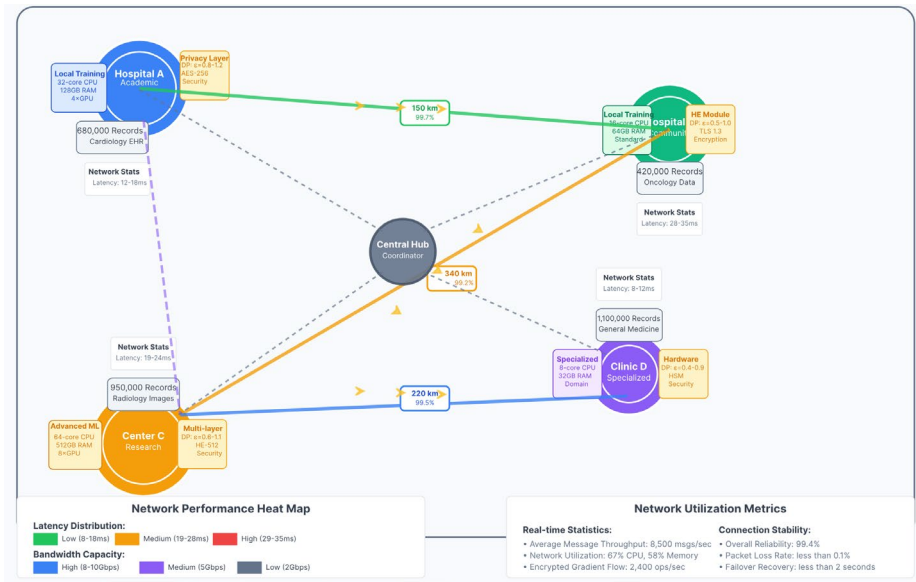 Local Training
32-core CPU
128GB RAM
4×GPU
Hospital A
Academic
Privacy Layer
DP: ε=0.8-1.2
AES-256
Security
680,000 Records
Cardiology EHR
Network Stats
Latency: 12-18ms
150 km
99.7%
Local Training
16-core CPU
64GB RAM
Standard
Hospital
Community
HE Module
DP: ε=0.5-1.0
TLS 1.3
Encryption
420,000 Records
Oncology Data
Network Stats
Latency: 28-35ms
Central Hub
Coordinator
340 km
99.2%
Network Stats
Latency: 8-12ms
1,100,000 Records
General Medicine
Specialized
8-core CPU
32GB RAM
Domain
Clinic D
Specialized
Hardware
DP: ε=0.4-0.9
HSM
Security
Network Stats
Latency: 19-24ms
950,000 Records
Radiology Images
220 km
99.5%
Advanced ML
64-core CPU
512GB RAM
8×GPU
Center C
Research
Multi-layer
DP: ε=0.6-1.1
HE-512
Security
Network Performance Heat Map
Latency Distribution:
Low (8-18ms) Medium (19-28ms) High (29-35ms)
Bandwidth Capacity:
High (8-10Gbps) Medium (5Gbps) Low (2Gbps)
Network Utilization Metrics
Real-time Statistics:
• Average Message Throughput: 8,500 msgs/sec
• Network Utilization: 67% CPU, 58% Memory
• Encrypted Gradient Flow: 2,400 ops/sec
Connection Stability:
• Overall Reliability: 99.4%
• Packet Loss Rate: less than 0.1%
• Failover Recovery: less than 2 seconds